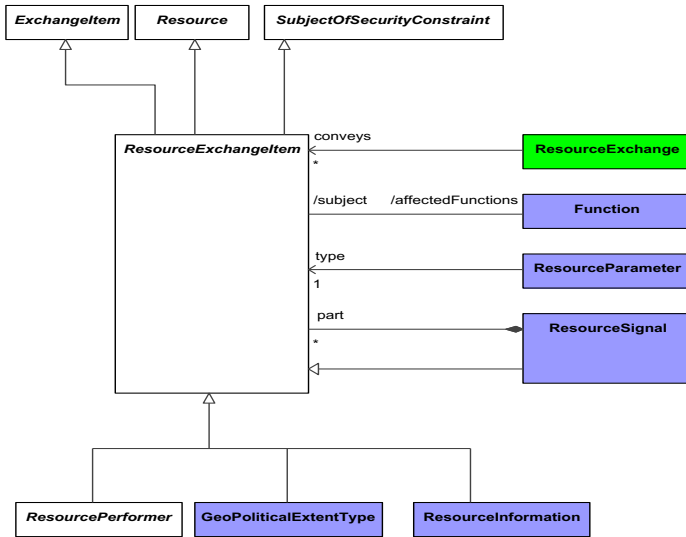 ExchangeItem
Resource
SubjectOfSecurityConstraint
ResourceExchangeItem
conveys
*
ResourceExchange
/subject
/affectedFunctions
Function
type
1
ResourceParameter
part
*
ResourceSignal
ResourcePerformer
GeoPoliticalExtentType
ResourceInformation